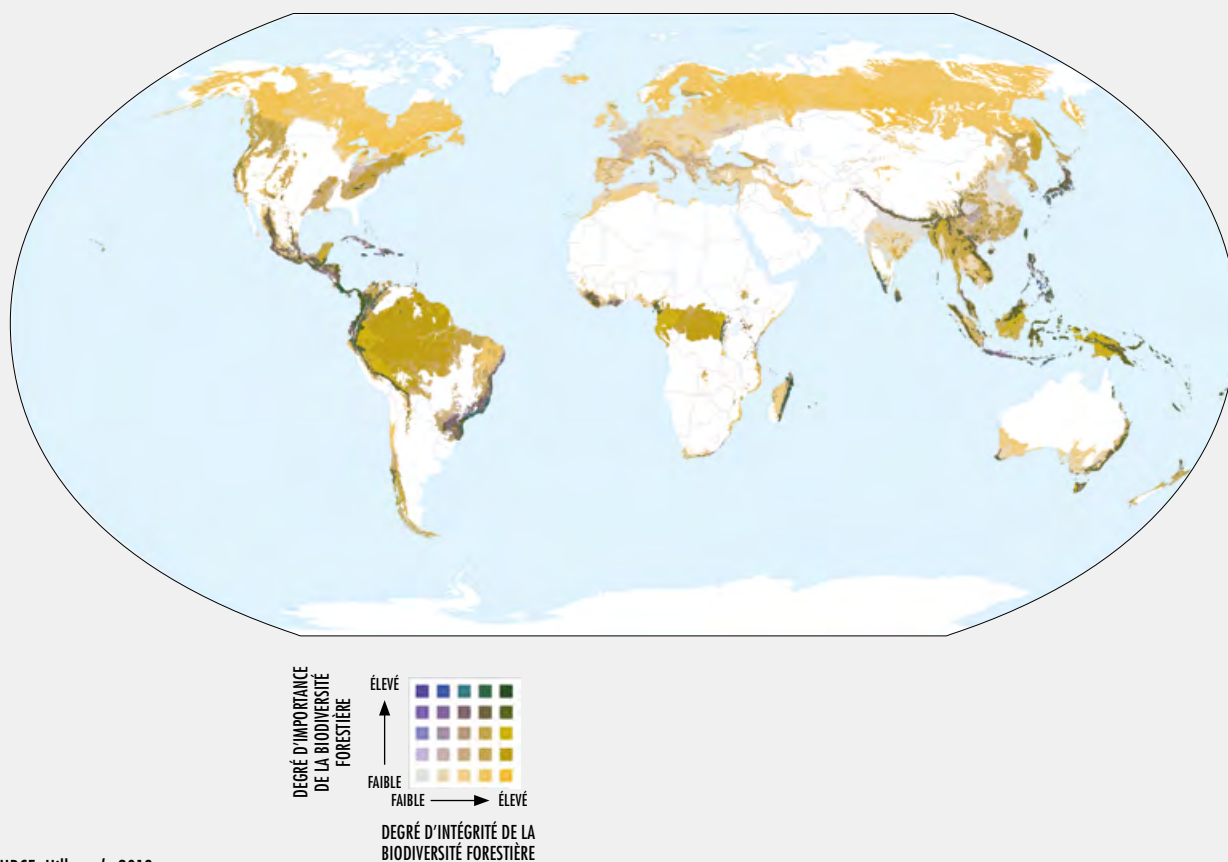 DEGRÉ D'IMPORTANCE
DE LA BIODIVERSITÉ
FORESTIÈRE
ÉLEVÉ
FAIBLE
FAIBLE
ÉLEVÉ
DEGRÉ D'INTÉGRITÉ DE LA
BIODIVERSITÉ FORESTIÈRE